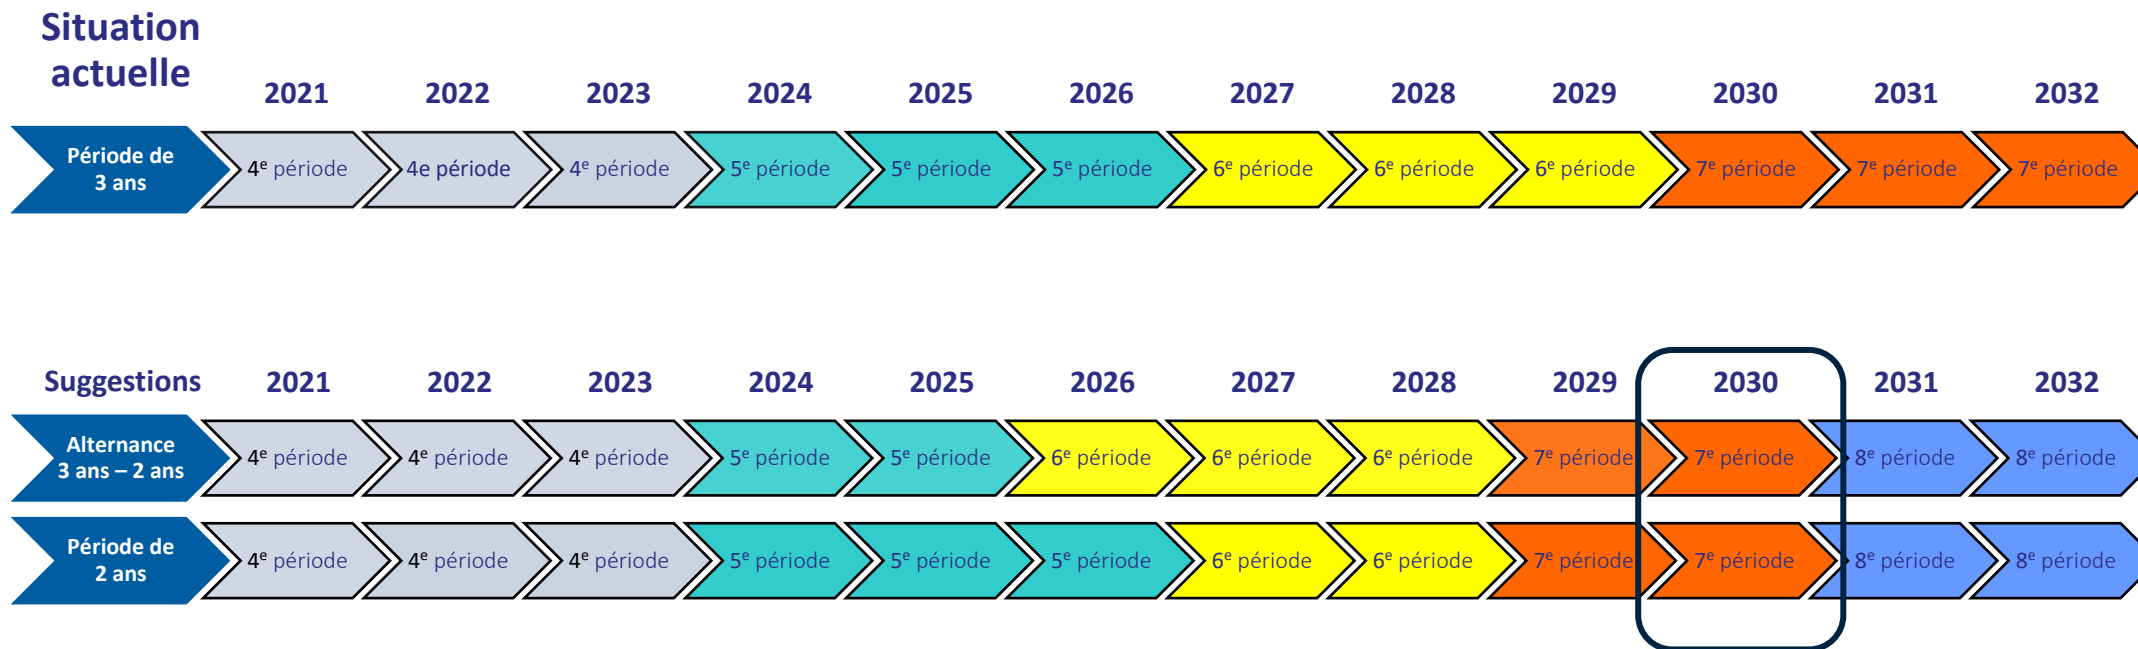 Situation
actuelle
2021 2022 2023 2024 2025 2026 2027 2028 2029 2030 2031 2032
Période de
3 ans
4e période 4e période 4e période 5e période 5e période 5e période 6e période 6e période 6e période 7e période 7e période 7e période
Suggestions 2021 2022 2023 2024 2025 2026 2027 2028 2029 2030 2031 2032
Alternance
3 ans – 2 ans
4e période 4e période 4e période 5e période 5e période 6e période 6e période 6e période 7e période 7e période 8e période 8e période
Période de
2 ans
4e période 4e période 4e période 5e période 5e période 5e période 6e période 6e période 7e période 7e période 8e période 8e période